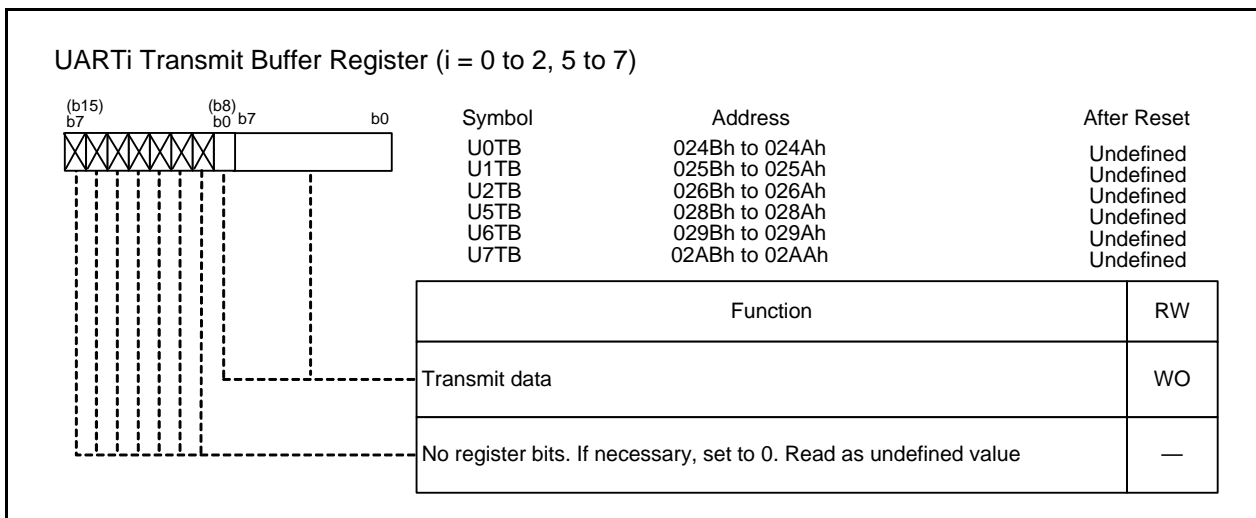 UARTi Transmit Buffer Register (i = 0 to 2, 5 to 7)
(b15) (b8)
b7 b0 b7 b0
Symbol Address After Reset
U0TB 024Bh to 024Ah Undefined
U1TB 025Bh to 025Ah Undefined
U2TB 026Bh to 026Ah Undefined
U5TB 028Bh to 028Ah Undefined
U6TB 029Bh to 029Ah Undefined
U7TB 02ABh to 02AAh Undefined
Function RW
Transmit data WO
No register bits. If necessary, set to 0. Read as undefined value —